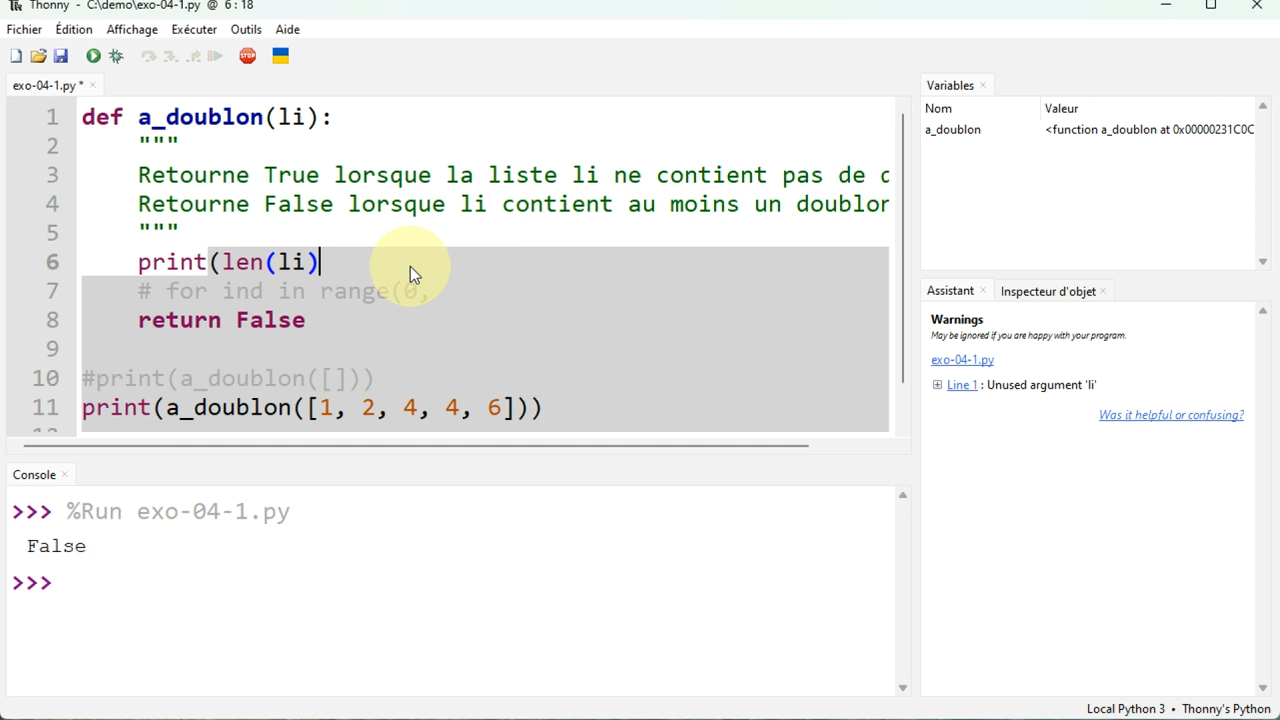 Thonny - C:\demo\exo-04-1.py @ 6 : 18
Fichier Édition Affichage Exécuter Outils Aide
STOP
exo-04-1.py * ×
1 def a_doublon(li):
2 """
3 Retourne True lorsque la liste li ne contient pas de
4 Retourne False lorsque li contient au moins un
5 """
6 print(len(li)
7 # for ind in range(0,
8 return False
9
10 #print(a_doublon([]))
11 print(a_doublon([1, 2, 4, 4, 6]))
Console ×
>>> %Run exo-04-1.py
False
>>>
Variables ×
Nom Valeur
a_doublon <function a_doublon at 0x00000231C0C
Assistant × Inspecteur d'objet ×
Warnings
May be ignored if you are happy with your program.
exo-04-1.py
Line 1 : Unused argument 'li'
Was it helpful or confusing?
Local Python 3 • Thonny's Python